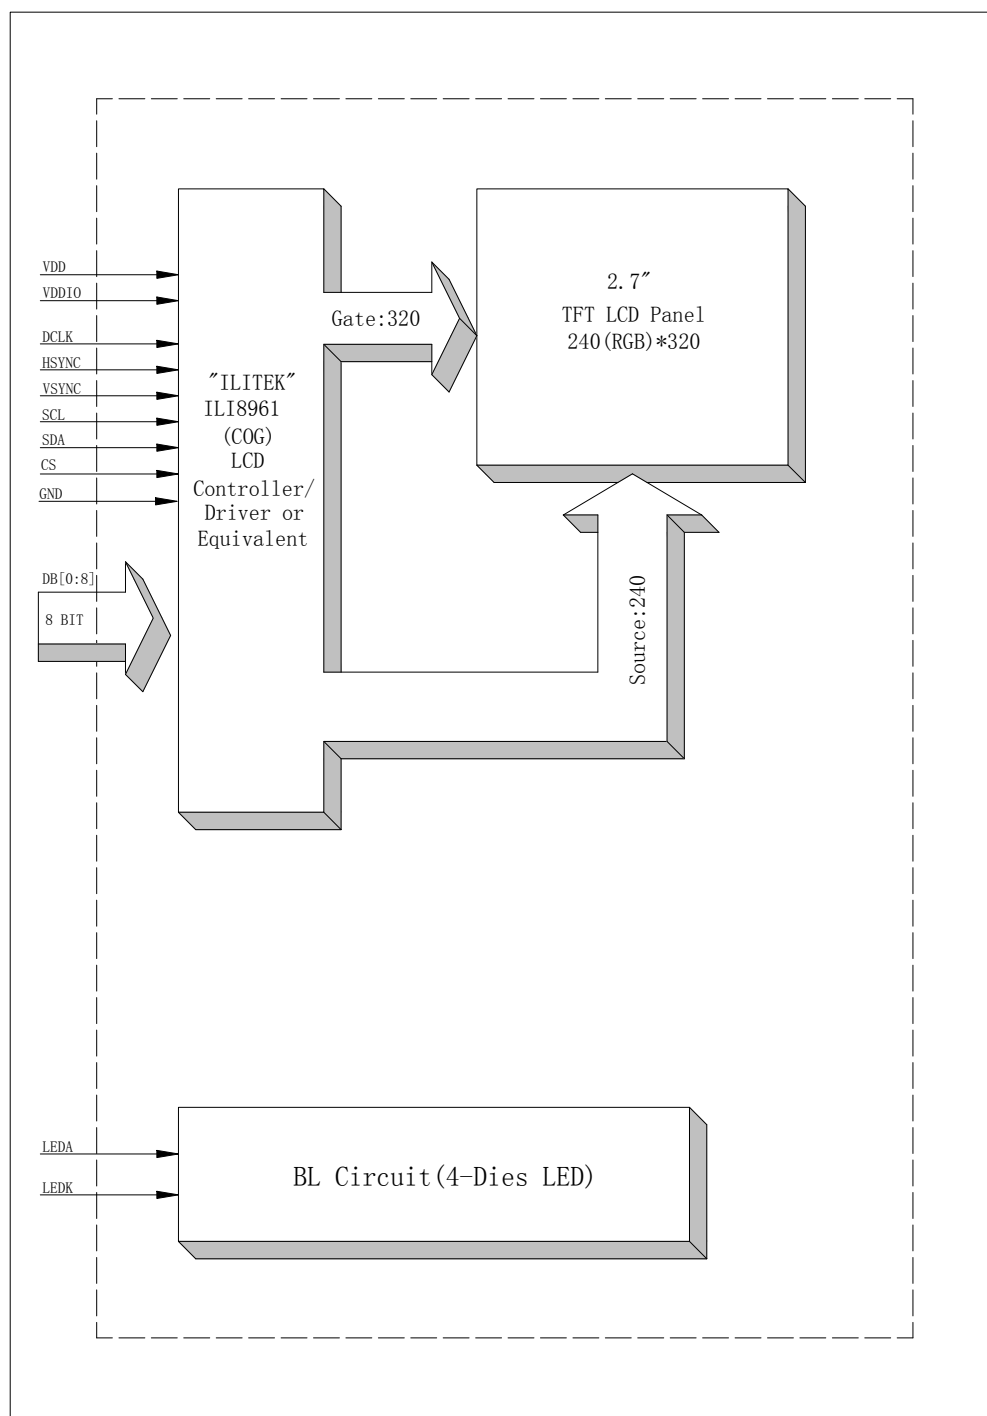 VDD
VDDIO
DCLK
HSYNC
VSYNC
SCL
SDA
CS
GND
DB[0:8]
8 BIT
"ILITEK"
ILI8961
(COG)
LCD
Controller/
Driver or
Equivalent
Gate:320
2.7"
TFT LCD Panel
240(RGB)*320
Source:240
LEDA
LEDK
BL Circuit(4-Dies LED)